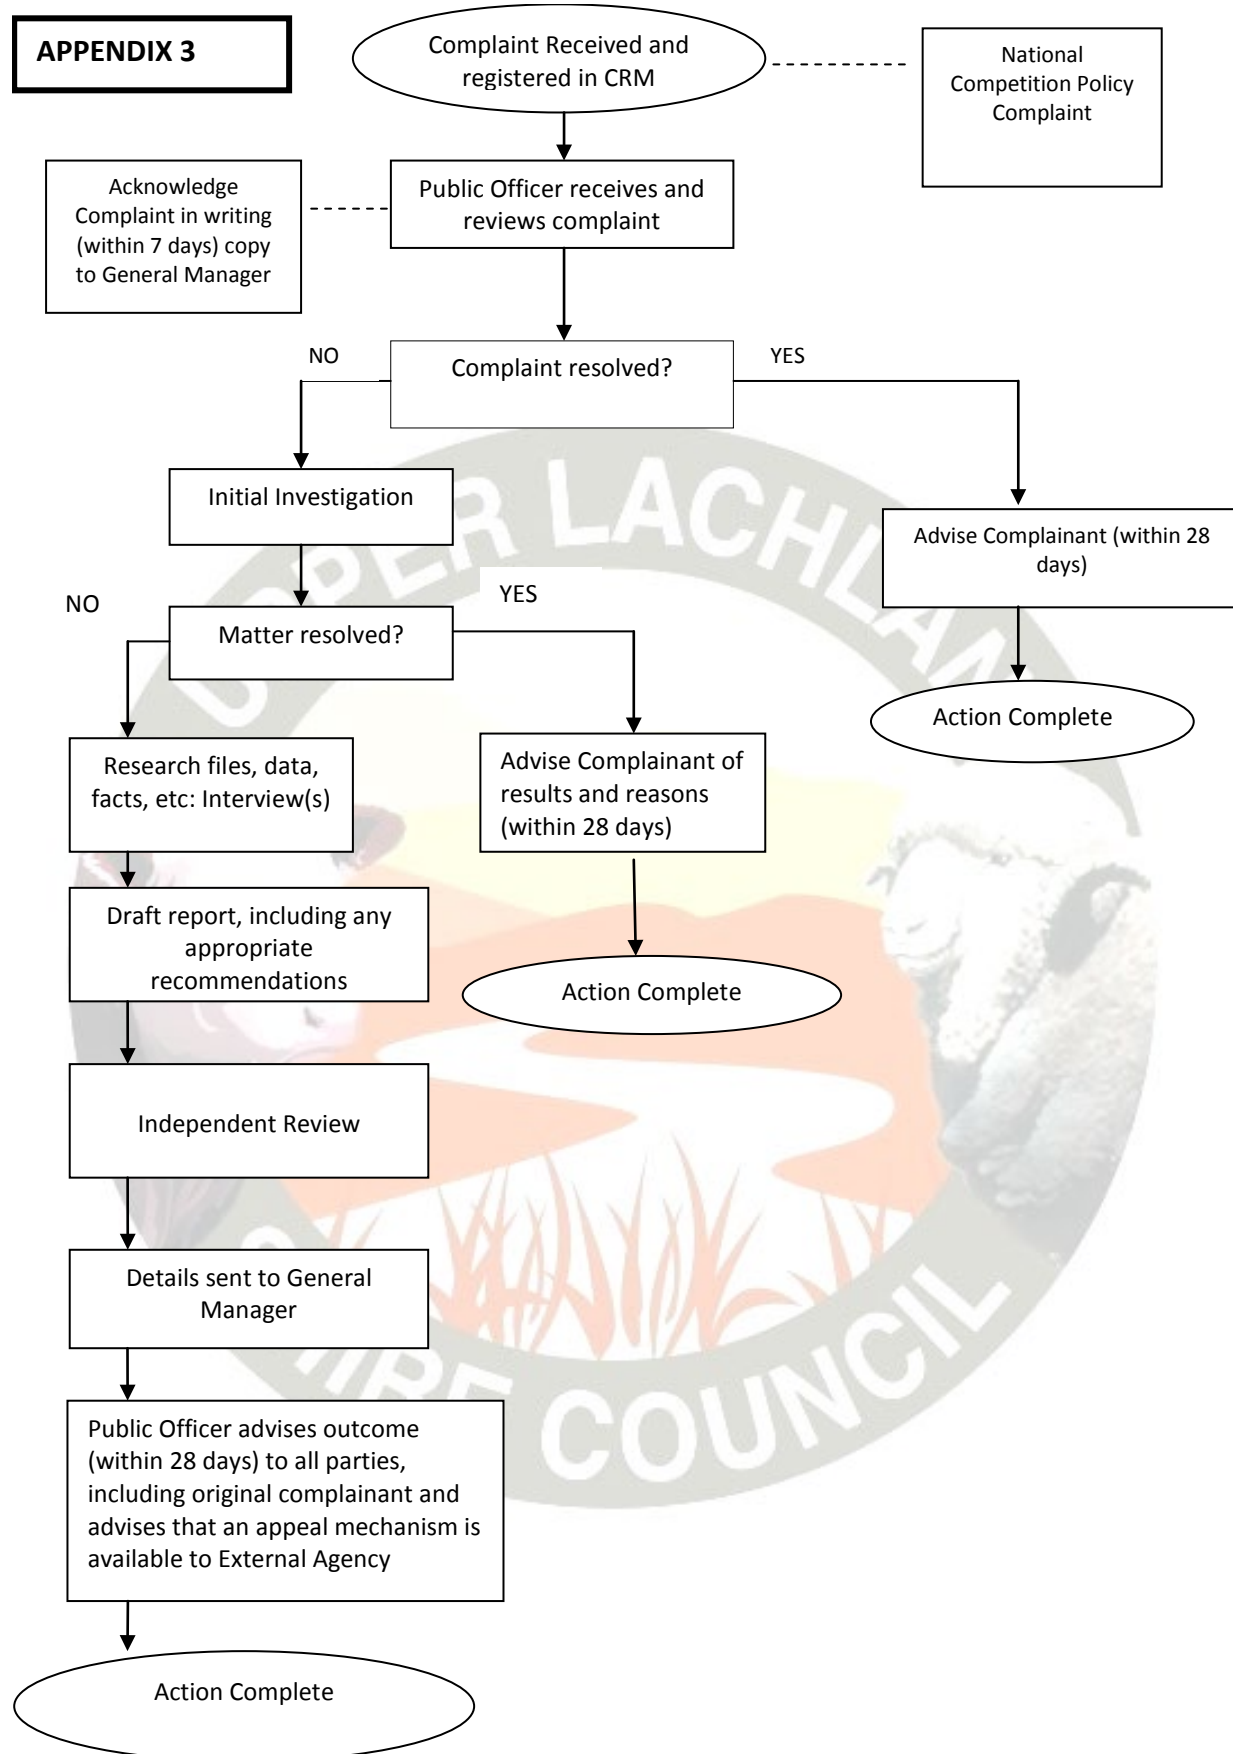 APPENDIX 3
Complaint Received and
registered in CRM
National
Competition Policy
Complaint
Acknowledge
Complaint in writing
(within 7 days) copy
to General Manager
Public Officer receives and
reviews complaint
NO
Complaint resolved?
YES
Initial Investigation
Advise Complainant (within 28
days)
NO
Matter resolved?
YES
Action Complete
Research files, data,
facts, etc: Interview(s)
Advise Complainant of
results and reasons
(within 28 days)
Draft report, including any
appropriate
recommendations
Action Complete
Independent Review
Details sent to General
Manager
Public Officer advises outcome
(within 28 days) to all parties,
including original complainant and
advises that an appeal mechanism is
available to External Agency
Action Complete
UPPER LACHLAN
SHIRE COUNCIL